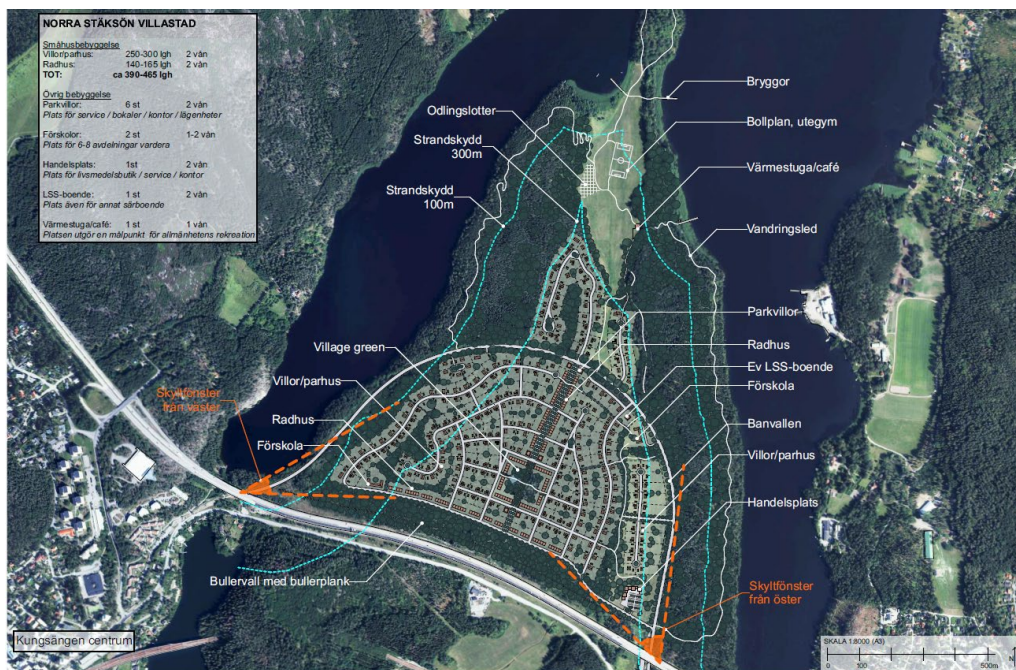 NORRA STÄKSÖN VILLASTAD
Småhusbebyggelse
Villor/parhus: 250-300 lgh 2 vån
Radhus: 140-165 lgh 2 vån
TOT: ca 390-465 lgh
Övrig bebyggelse
Parkvillor: 6 st 2 vån
Plats för service / bokaler / kontor / lägenheter
Förskolor: 2 st 1-2 vån
Plats för 6-8 avdelningar vardera
Handelsplats: 1st 2 vån
Plats för livsmedelsbutik / service / kontor
LSS-boende: 1 st 2 vån
Plats även för annat särboende
Värmestuga/café: 1 st 1 vån
Platsen utgör en målpunkt för allmänhetens rekreation
Bryggor
Odlingslotter
Bollplan, utegym
Strandskydd
300m
Värmestuga/café
Strandskydd
100m
Vandringsled
Parkvillor
Village green
Radhus
Ev LSS-boende
Villor/parhus
Förskola
Skyltfönster
från väster
Radhus
Banvallen
Förskola
Villor/parhus
Handelsplats
Bullervall med bullerplank
Skyltfönster
från öster
Kungsängen centrum
SKALA 1:8000 (A3)
0 100 500m
N